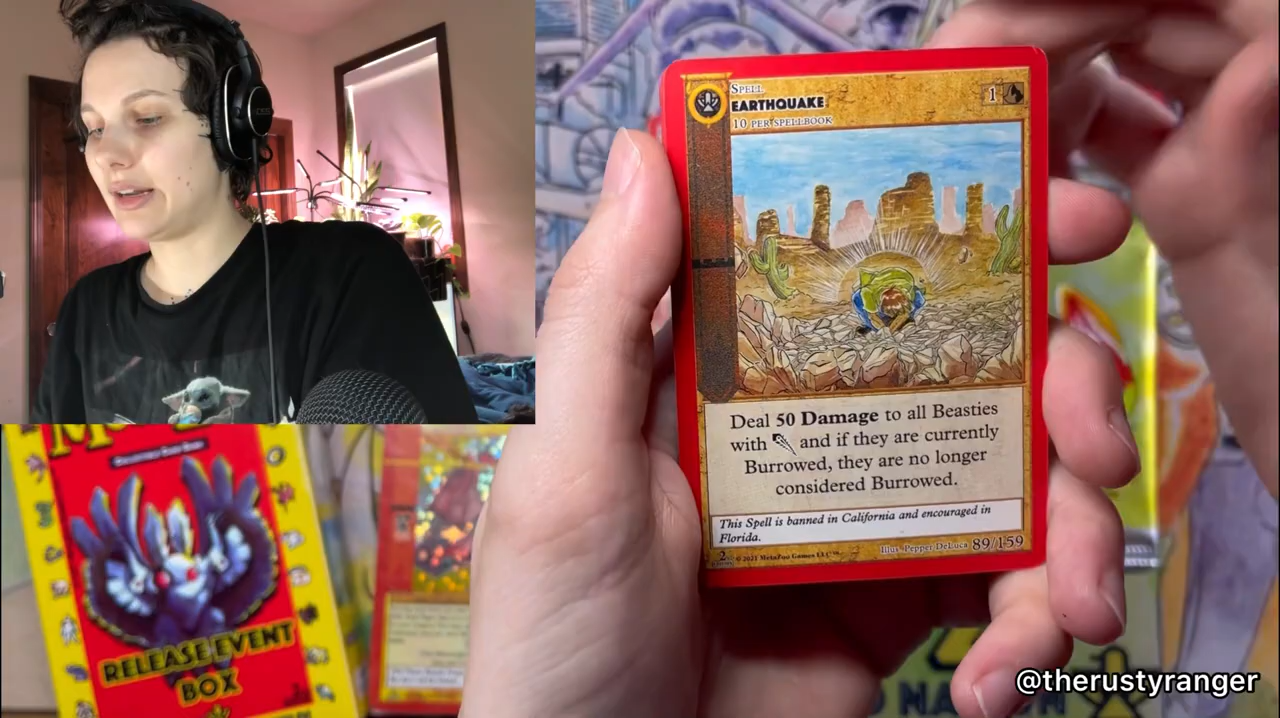 SPELL
EARTHQUAKE
10 PER SPELLBOOK
1
Deal 50 Damage to all Beasties
with and if they are currently
Burrowed, they are no longer
considered Burrowed.
This Spell is banned in California and encouraged in
Florida.
Illus. Pepper DeLuca 89/159
© 2021 MetaZoo Games LLC
RELEASE EVENT
BOX
@therustyranger